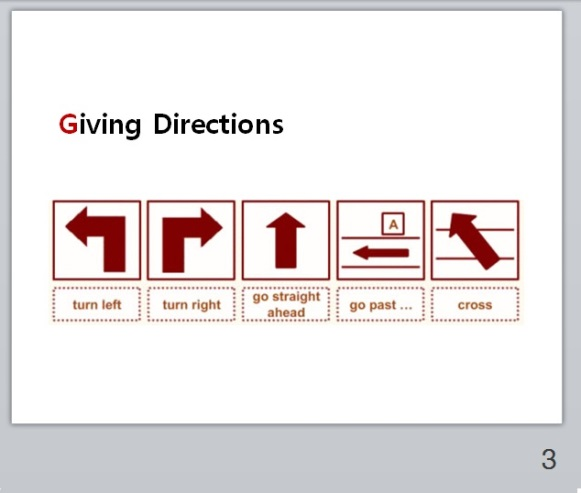 Giving Directions
A
turn left
turn right
go straight
ahead
go past ...
cross
3